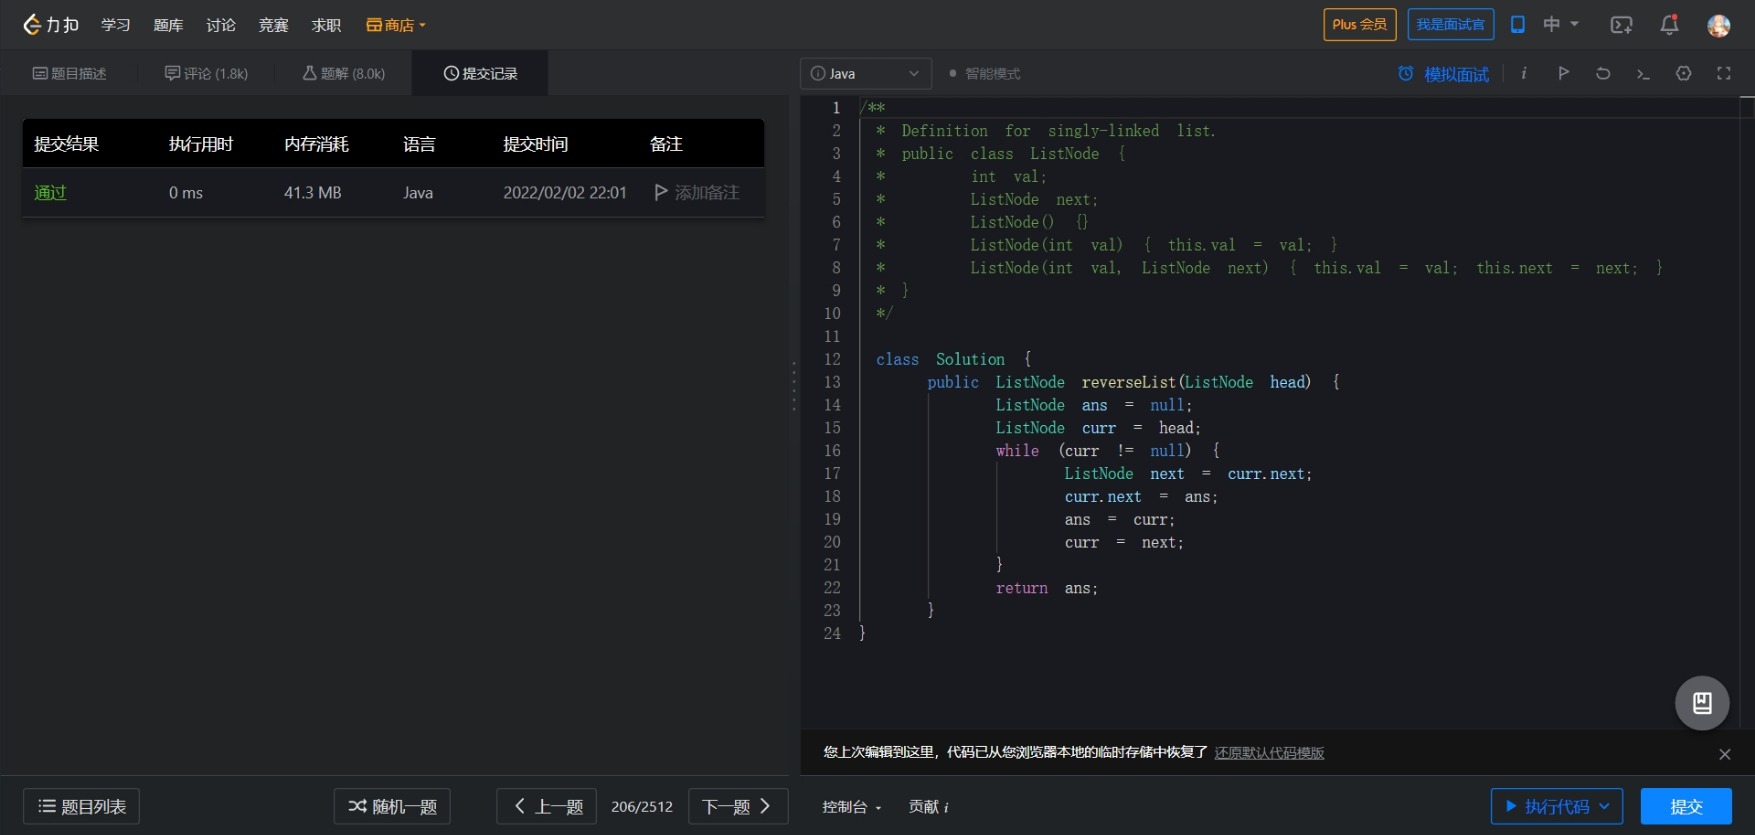 力扣 学习 题库 讨论 竞赛 求职 商店 Plus 会员 我是面试官 中
题目描述 评论 (1.8k) 题解 (8.0k) 提交记录
提交结果 执行用时 内存消耗 语言 提交时间 备注
通过 0 ms 41.3 MB Java 2022/02/02 22:01 添加备注
Java 智能模式 模拟面试 i
1 /**
2 * Definition for singly-linked list.
3 * public class ListNode {
4 * int val;
5 * ListNode next;
6 * ListNode() {}
7 * ListNode(int val) { this.val = val; }
8 * ListNode(int val, ListNode next) { this.val = val; this.next = next; }
9 * }
10 */
11
12 class Solution {
13 public ListNode reverseList(ListNode head) {
14 ListNode ans = null;
15 ListNode curr = head;
16 while (curr != null) {
17 ListNode next = curr.next;
18 curr.next = ans;
19 ans = curr;
20 curr = next;
21 }
22 return ans;
23 }
24 }
您上次编辑到这里，代码已从您浏览器本地的临时存储中恢复了 还原默认代码模版
题目列表 随机一题 上一题 206/2512 下一题 控制台 贡献 i 执行代码 提交